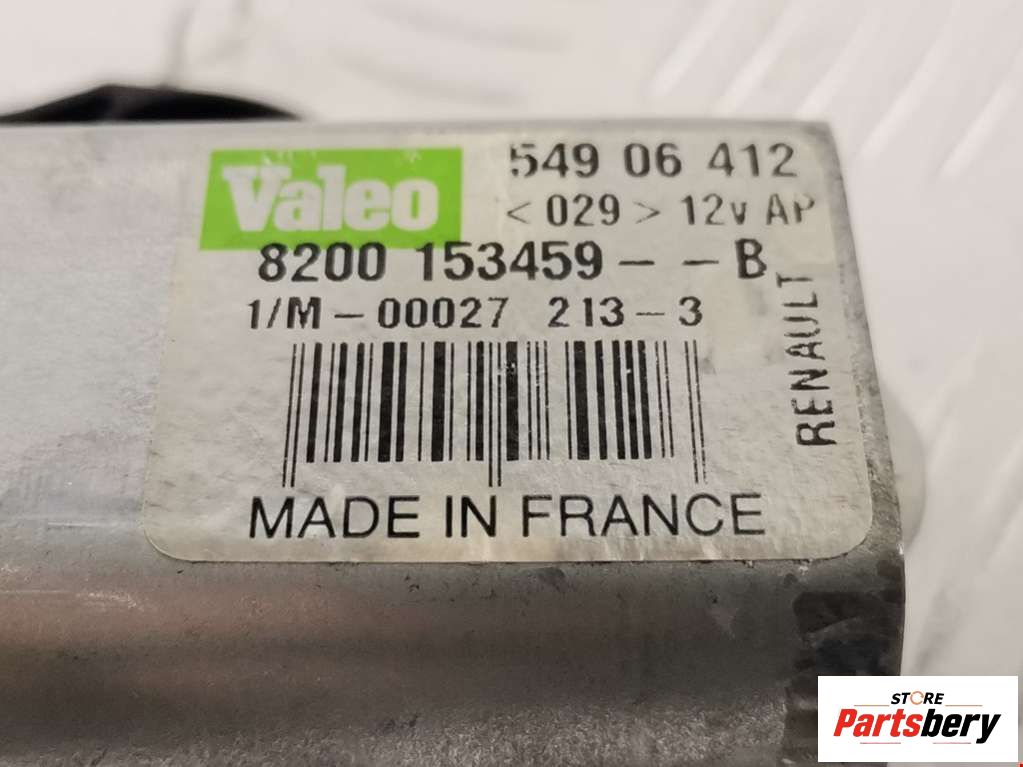 Valeo
549 06 412
< 029 > 12v AP
8200 153459 - - B
1/M - 00027 213 - 3
RENAULT
MADE IN FRANCE
STORE
Partsbery